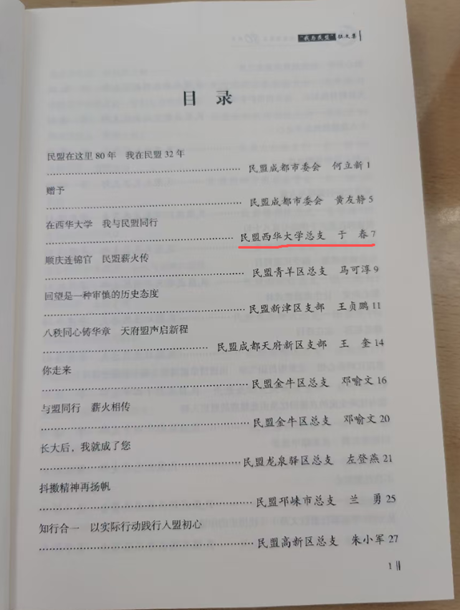 "我与民盟"征文集
目 录
民盟在这里80年 我在民盟32年
民盟成都市委会 何立新 1
赠予
民盟成都市委会 黄友静 5
在西华大学 我与民盟同行
民盟西华大学总支 于 春 7
顺庆连锦官 民盟薪火传
民盟青羊区总支 马可淳 9
回望是一种审慎的历史态度
民盟新津区支部 王贞鹏 11
八秩同心铸华章 天府盟声启新程
民盟成都天府新区支部 王 奎 14
你走来
民盟金牛区总支 邓喻文 16
与盟同行 薪火相传
民盟金牛区总支 邓喻文 20
长大后,我就成了您
民盟龙泉驿区总支 左登燕 21
抖擞精神再扬帆
民盟邛崃市总支 兰 勇 25
知行合一 以实际行动践行入盟初心
民盟高新区总支 朱小军 27
1